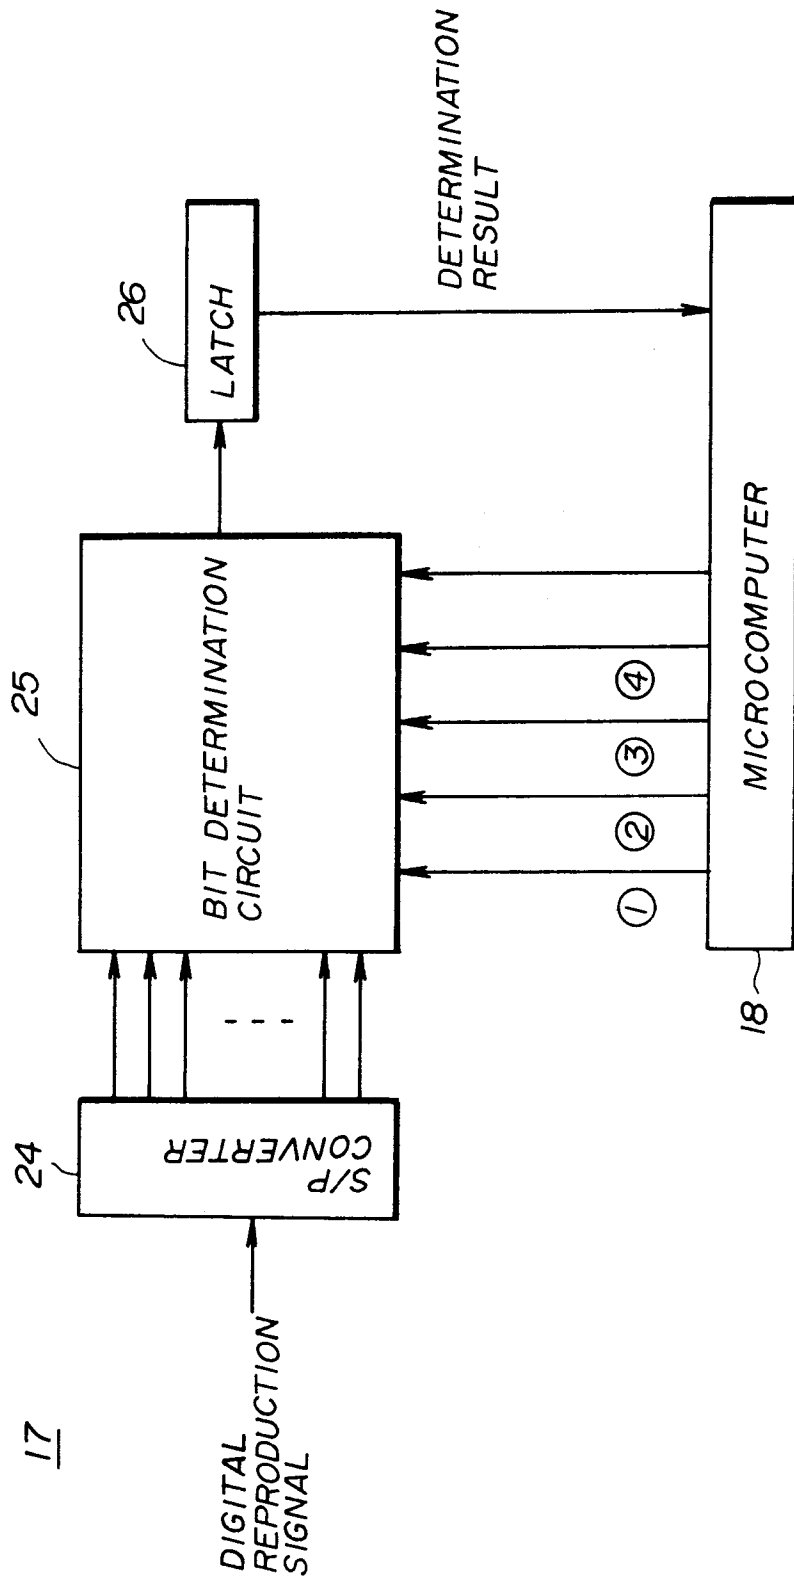 17
DIGITAL
REPRODUCTION
SIGNAL
24
S/P
CONVERTER
25
BIT DETERMINATION
CIRCUIT
26
LATCH
DETERMINATION
RESULT
① ② ③ ④
18
MICROCOMPUTER